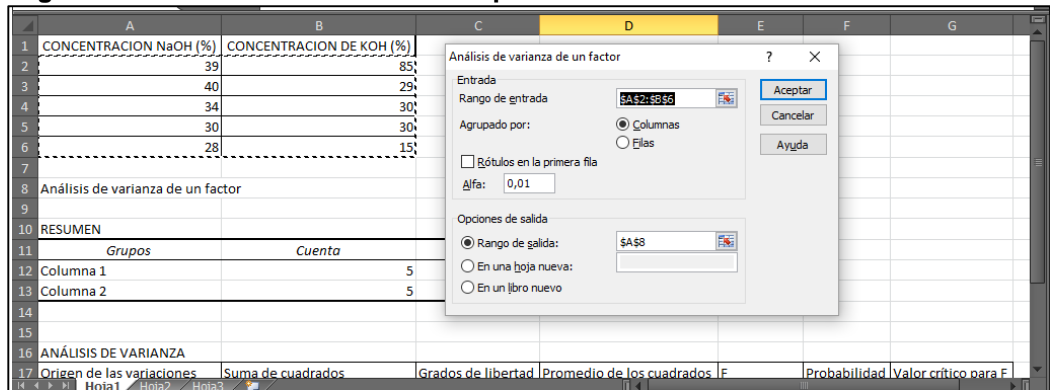 A B C D E F G
1 CONCENTRACION NaOH (%) CONCENTRACION DE KOH (%)
2 39 85
3 40 29
4 34 30
5 30 30
6 28 15
7
8 Análisis de varianza de un factor
9
10 RESUMEN
11 Grupos Cuenta
12 Columna 1 5
13 Columna 2 5
14
15
16 ANÁLISIS DE VARIANZA
17 Origen de las variaciones Suma de cuadrados Grados de libertad Promedio de los cuadrados F Probabilidad Valor crítico para F
Hoja1 Hoja2 Hoja3
Análisis de varianza de un factor ? X
Entrada
Rango de entrada $A$2:$B$6
Agrupado por: Columnas
Filas
Rótulos en la primera fila
Alfa: 0,01
Opciones de salida
Rango de salida: $A$8
En una hoja nueva:
En un libro nuevo
Aceptar
Cancelar
Ayuda